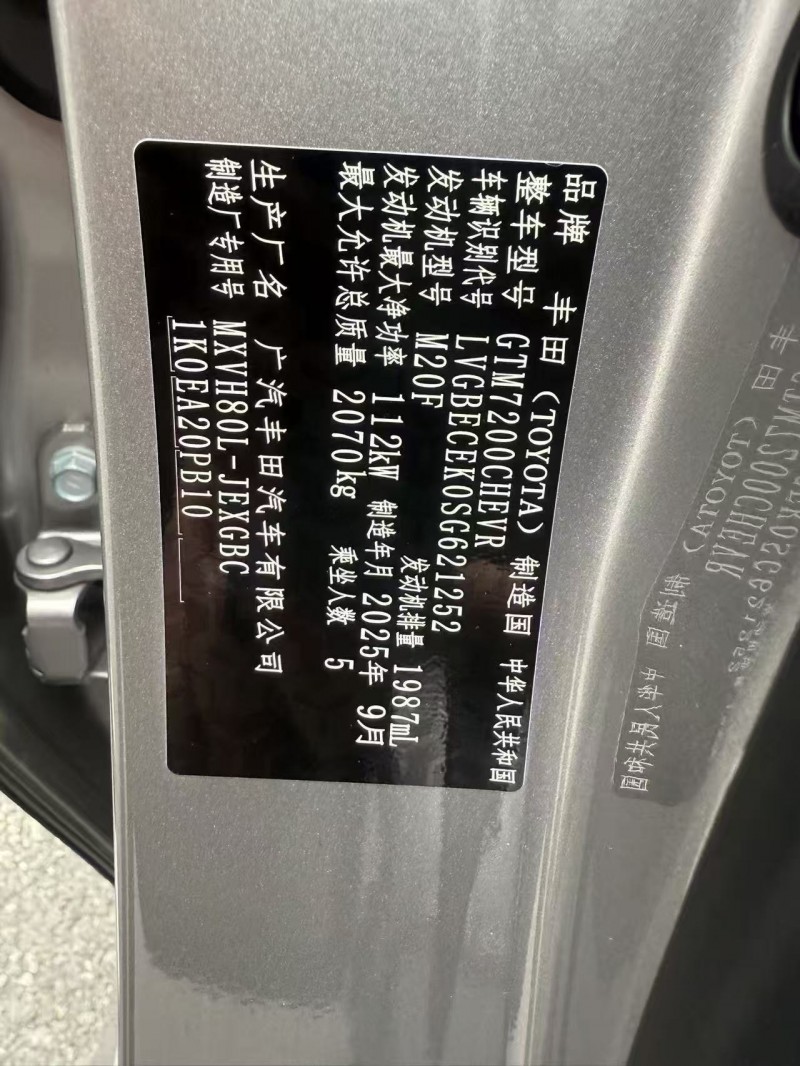 品牌 丰田（TOYOTA） 制造国 中华人民共和国
整车型号 GTM7200CHEVR
车辆识别代号 LVGBECEK0SG621252
发动机型号 M20F 发动机排量 1987mL
发动机最大净功率 112kW 制造年月 2025年 9月
最大允许总质量 2070kg 乘坐人数 5
生产厂名 广汽丰田汽车有限公司
制造厂专用号 MXVH80L-JEXGBC
1K0EA20PB10